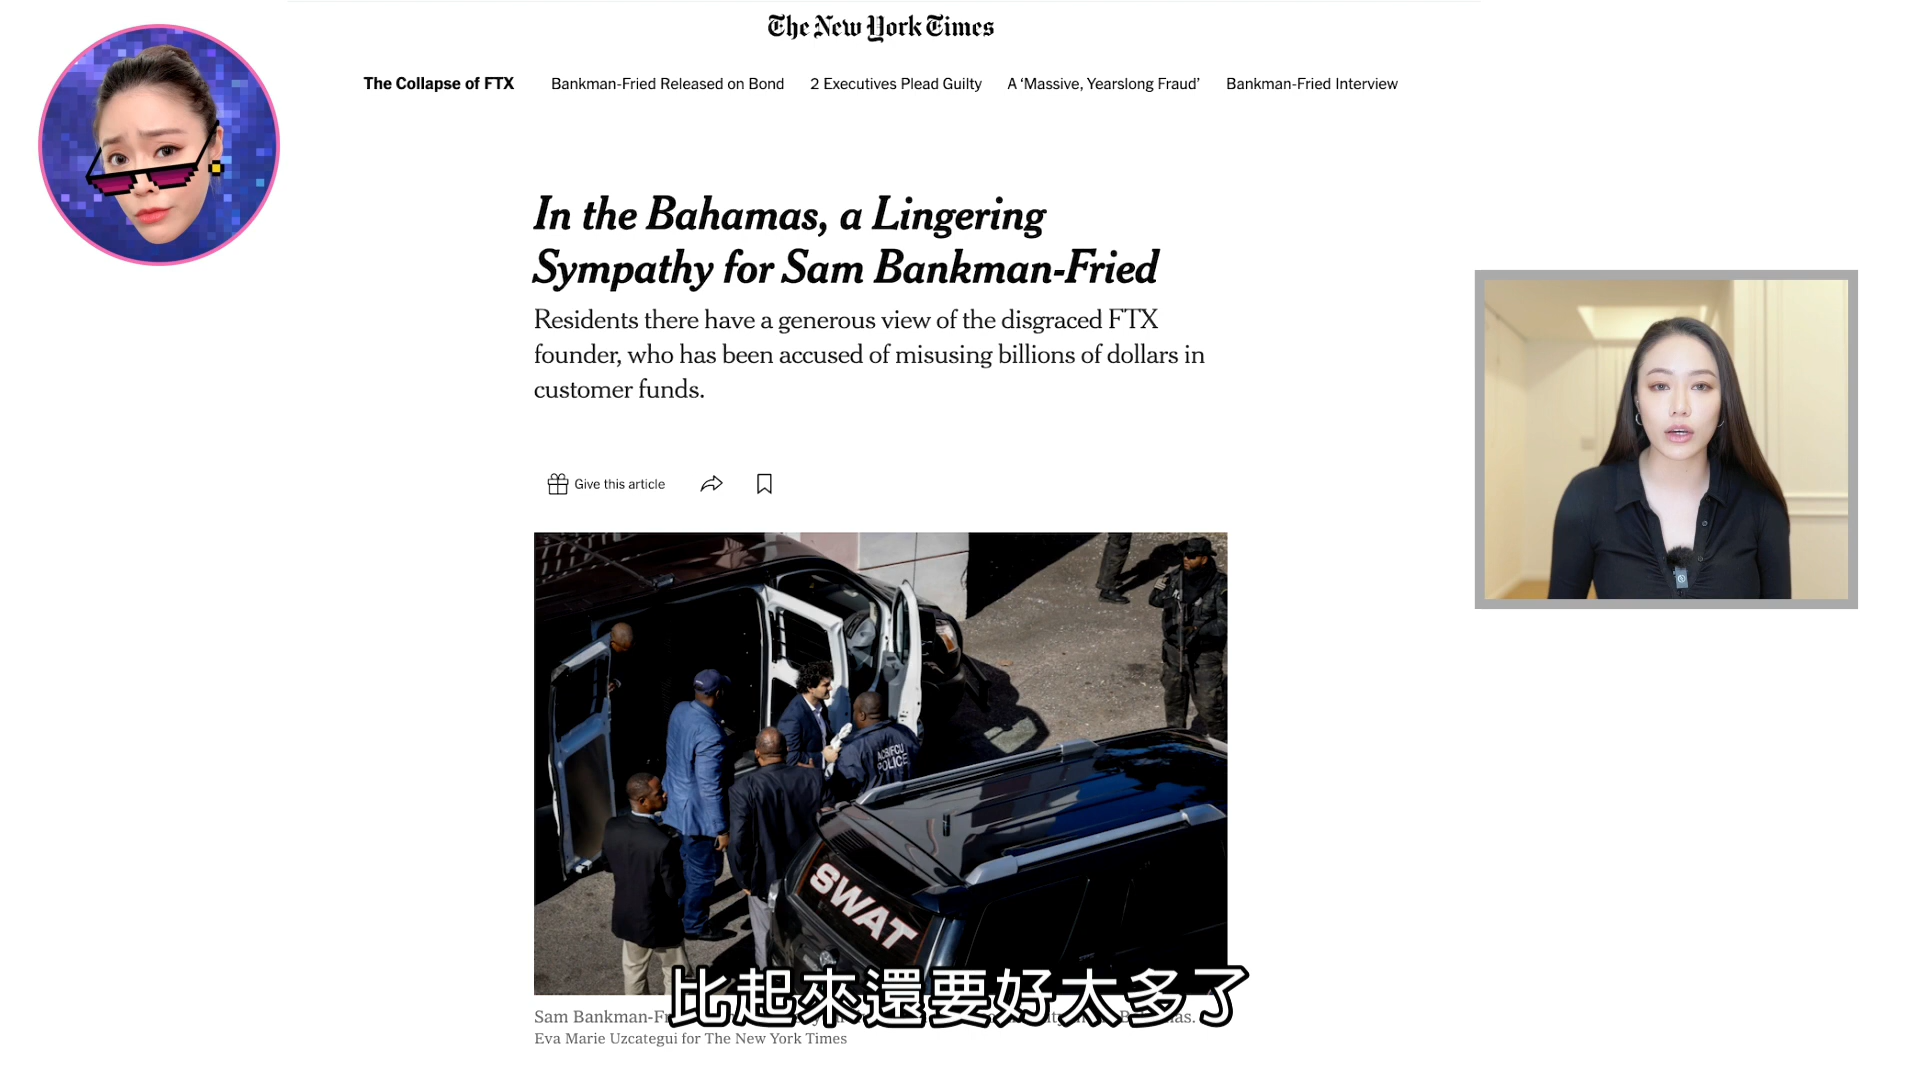 The New York Times
The Collapse of FTX Bankman-Fried Released on Bond 2 Executives Plead Guilty A ‘Massive, Yearslong Fraud’ Bankman-Fried Interview
In the Bahamas, a Lingering
Sympathy for Sam Bankman-Fried
Residents there have a generous view of the disgraced FTX
founder, who has been accused of misusing billions of dollars in
customer funds.
Give this article
POLICE
SWAT
比起來還要好太多了
Sam Bankman-Fr
Eva Marie Uzcategui for The New York Times